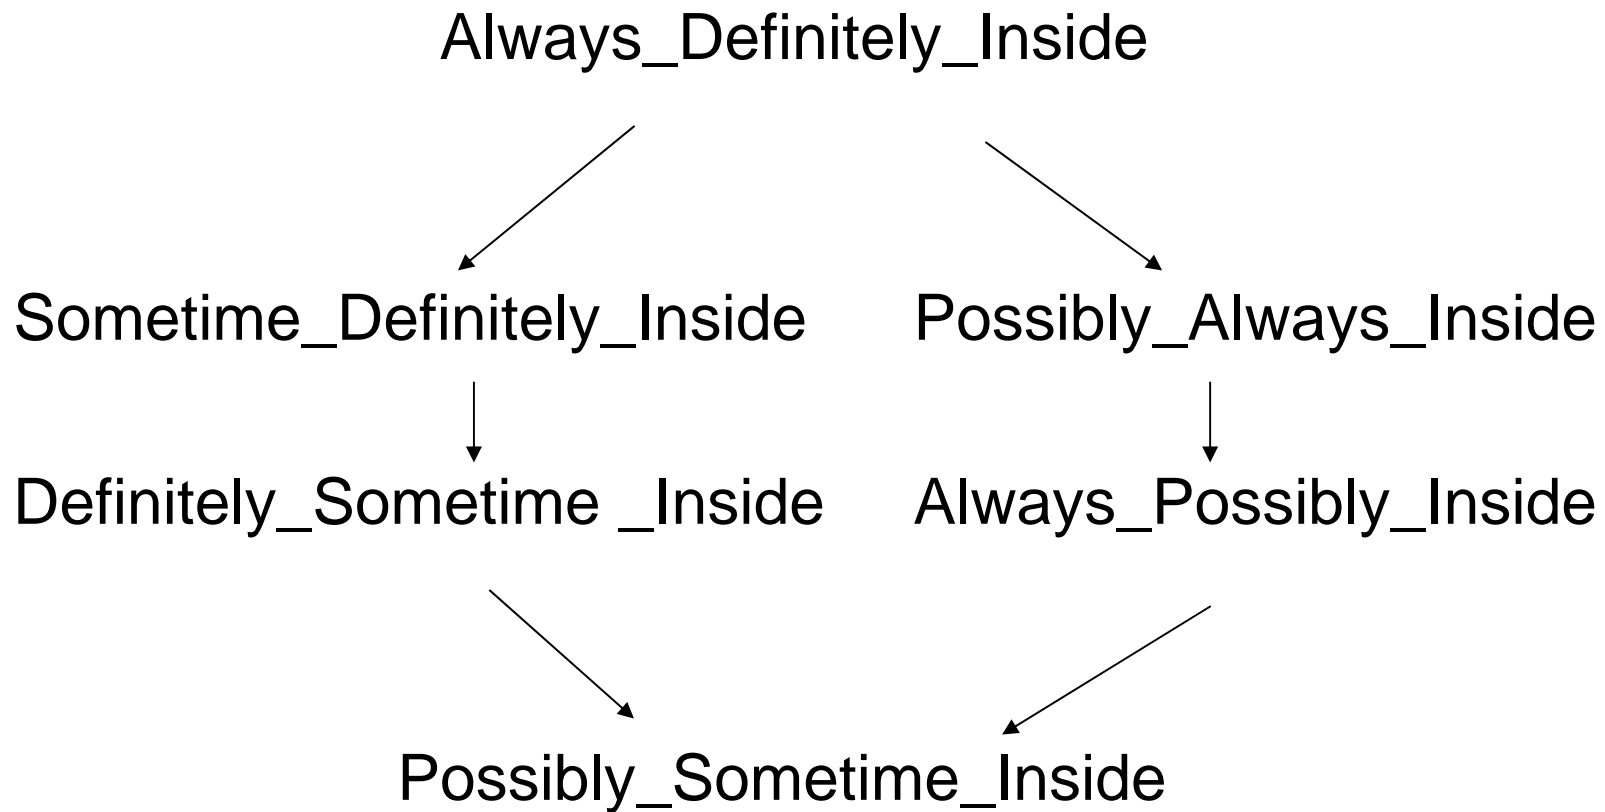 Always_Definitely_Inside
Sometime_Definitely_Inside
Possibly_Always_Inside
Definitely_Sometime _Inside
Always_Possibly_Inside
Possibly_Sometime_Inside